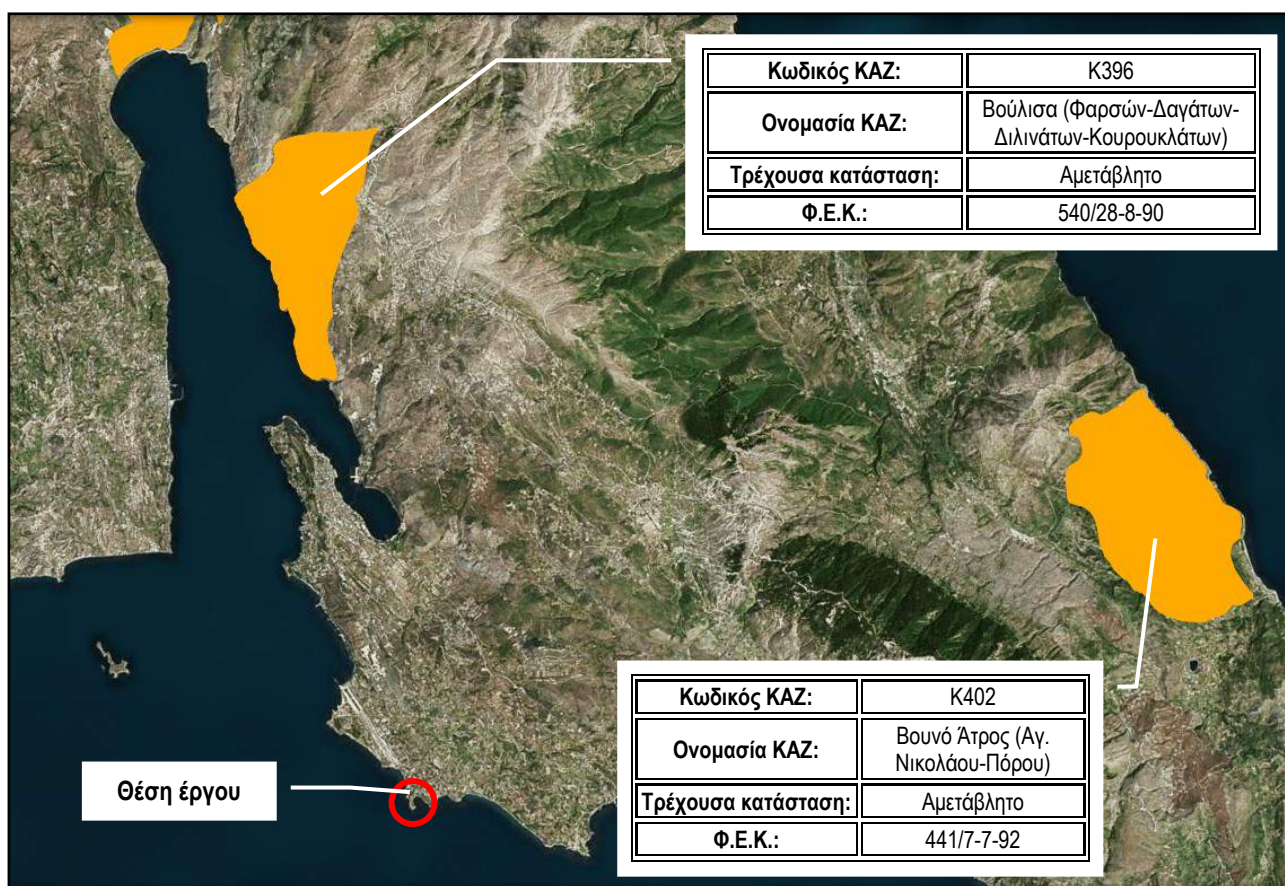 Κωδικός ΚΑΖ: Κ396
Ονομασία ΚΑΖ: Βούλισα (Φαρσών-Δαγάτων-
Διλινάτων-Κουρουκλάτων)
Τρέχουσα κατάσταση: Αμετάβλητο
Φ.Ε.Κ.: 540/28-8-90
Κωδικός ΚΑΖ: Κ402
Ονομασία ΚΑΖ: Βουνό Άτρος (Αγ.
Νικολάου-Πόρου)
Τρέχουσα κατάσταση: Αμετάβλητο
Φ.Ε.Κ.: 441/7-7-92
Θέση έργου